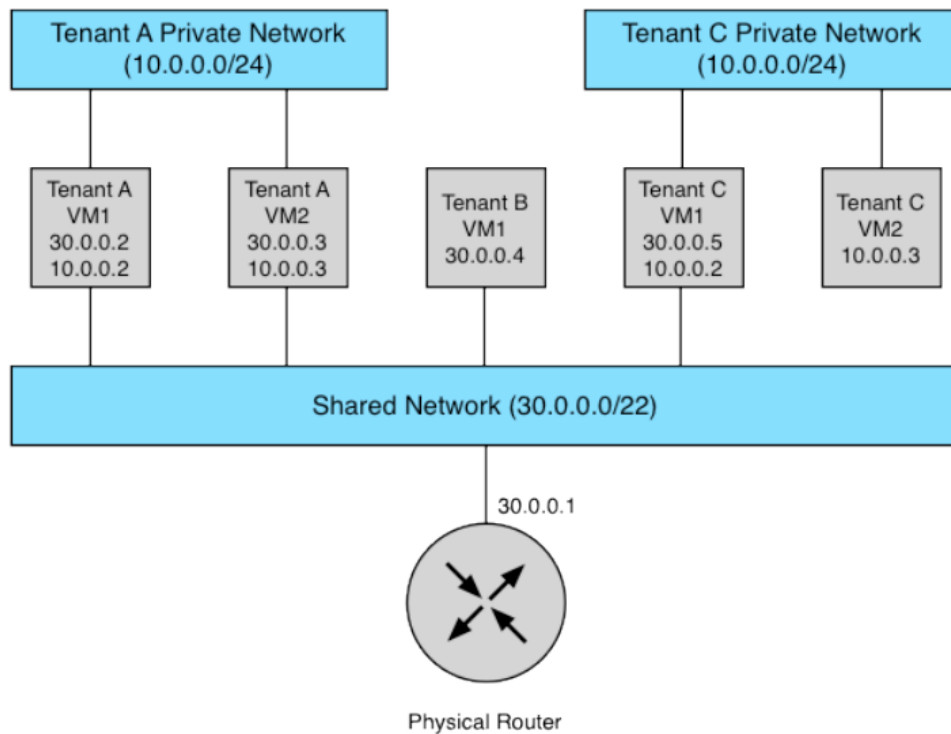 Tenant A Private Network
(10.0.0.0/24)
Tenant C Private Network
(10.0.0.0/24)
Tenant A
VM1
30.0.0.2
10.0.0.2
Tenant A
VM2
30.0.0.3
10.0.0.3
Tenant B
VM1
30.0.0.4
Tenant C
VM1
30.0.0.5
10.0.0.2
Tenant C
VM2
10.0.0.3
Shared Network (30.0.0.0/22)
30.0.0.1
Physical Router